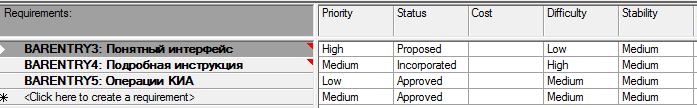 Requirements: Priority Status Cost Difficulty Stability
BARENTRY3: Понятный интерфейс High Proposed Low Medium
BARENTRY4: Подробная инструкция Medium Incorporated High Medium
BARENTRY5: Операции КИА Low Approved Medium Medium
<Click here to create a requirement> Medium Approved Medium Medium